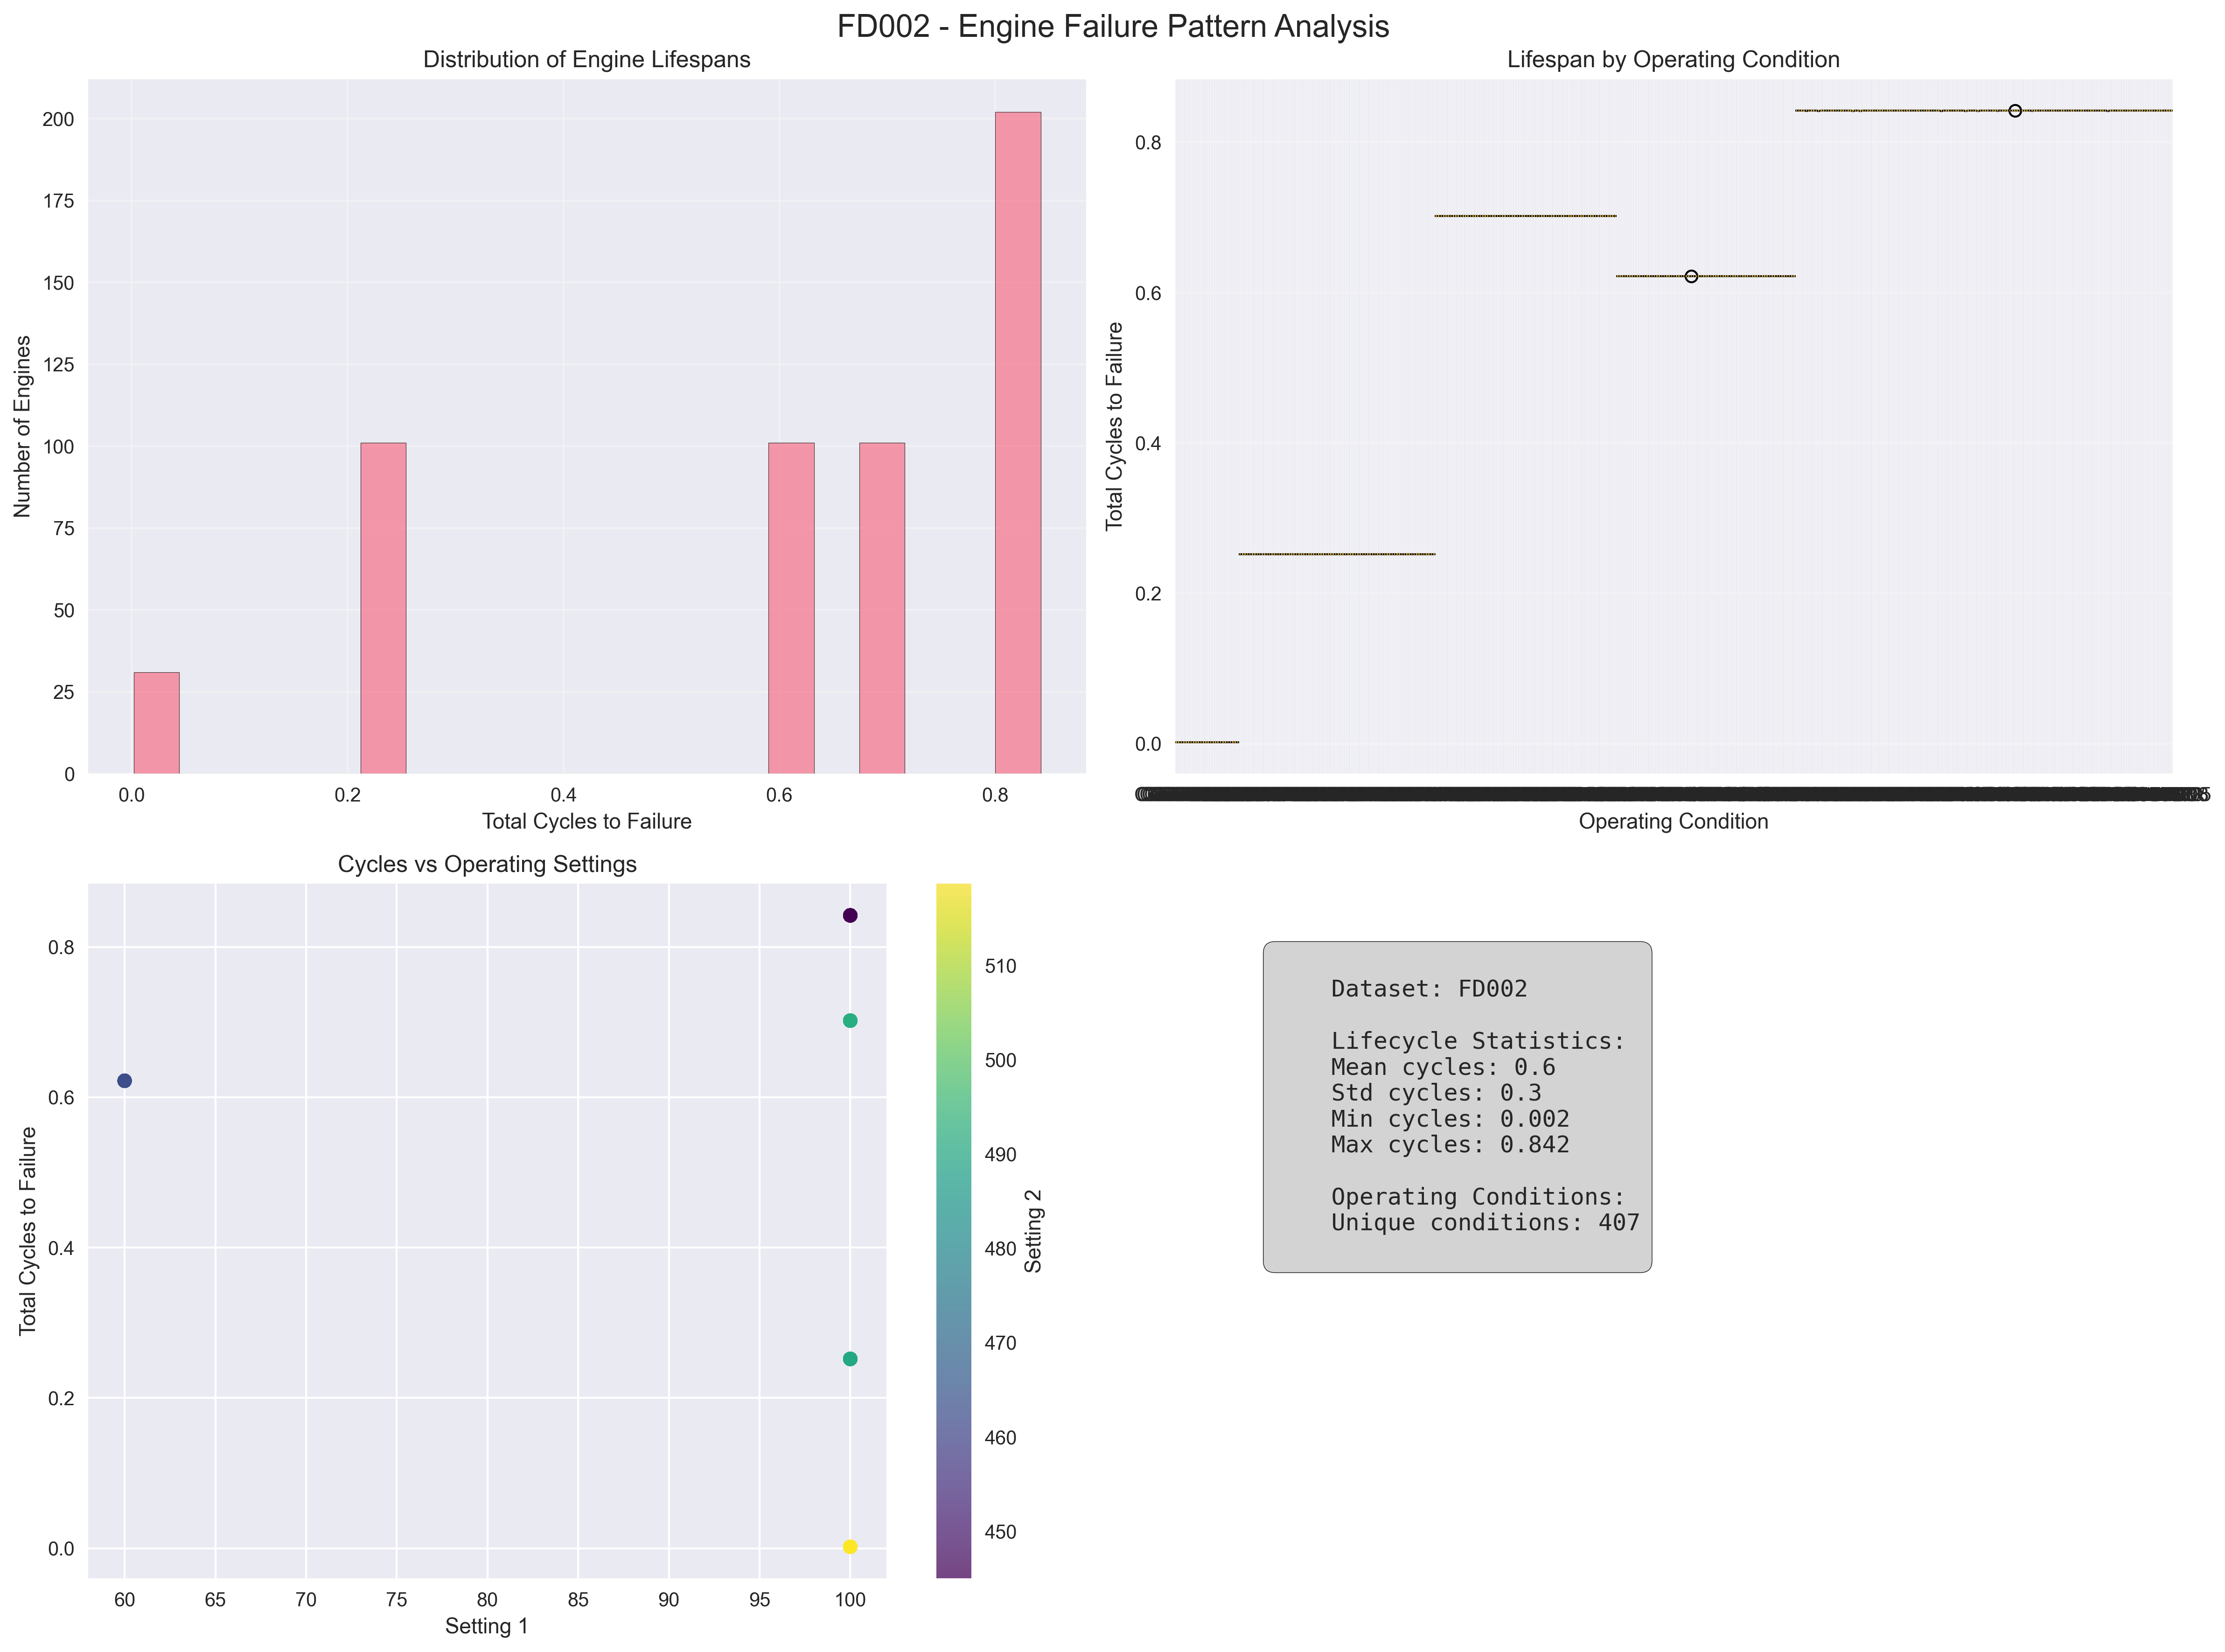 FD002 - Engine Failure Pattern Analysis
Distribution of Engine Lifespans
Number of Engines
200
175
150
125
100
75
50
25
0
0.0 0.2 0.4 0.6 0.8
Total Cycles to Failure
Lifespan by Operating Condition
Total Cycles to Failure
0.8
0.6
0.4
0.2
0.0
Operating Condition
Cycles vs Operating Settings
Total Cycles to Failure
0.8
0.6
0.4
0.2
0.0
60 65 70 75 80 85 90 95 100
Setting 1
510
500
490
480
470
460
450
Setting 2
Dataset: FD002
Lifecycle Statistics:
Mean cycles: 0.6
Std cycles: 0.3
Min cycles: 0.002
Max cycles: 0.842
Operating Conditions:
Unique conditions: 407